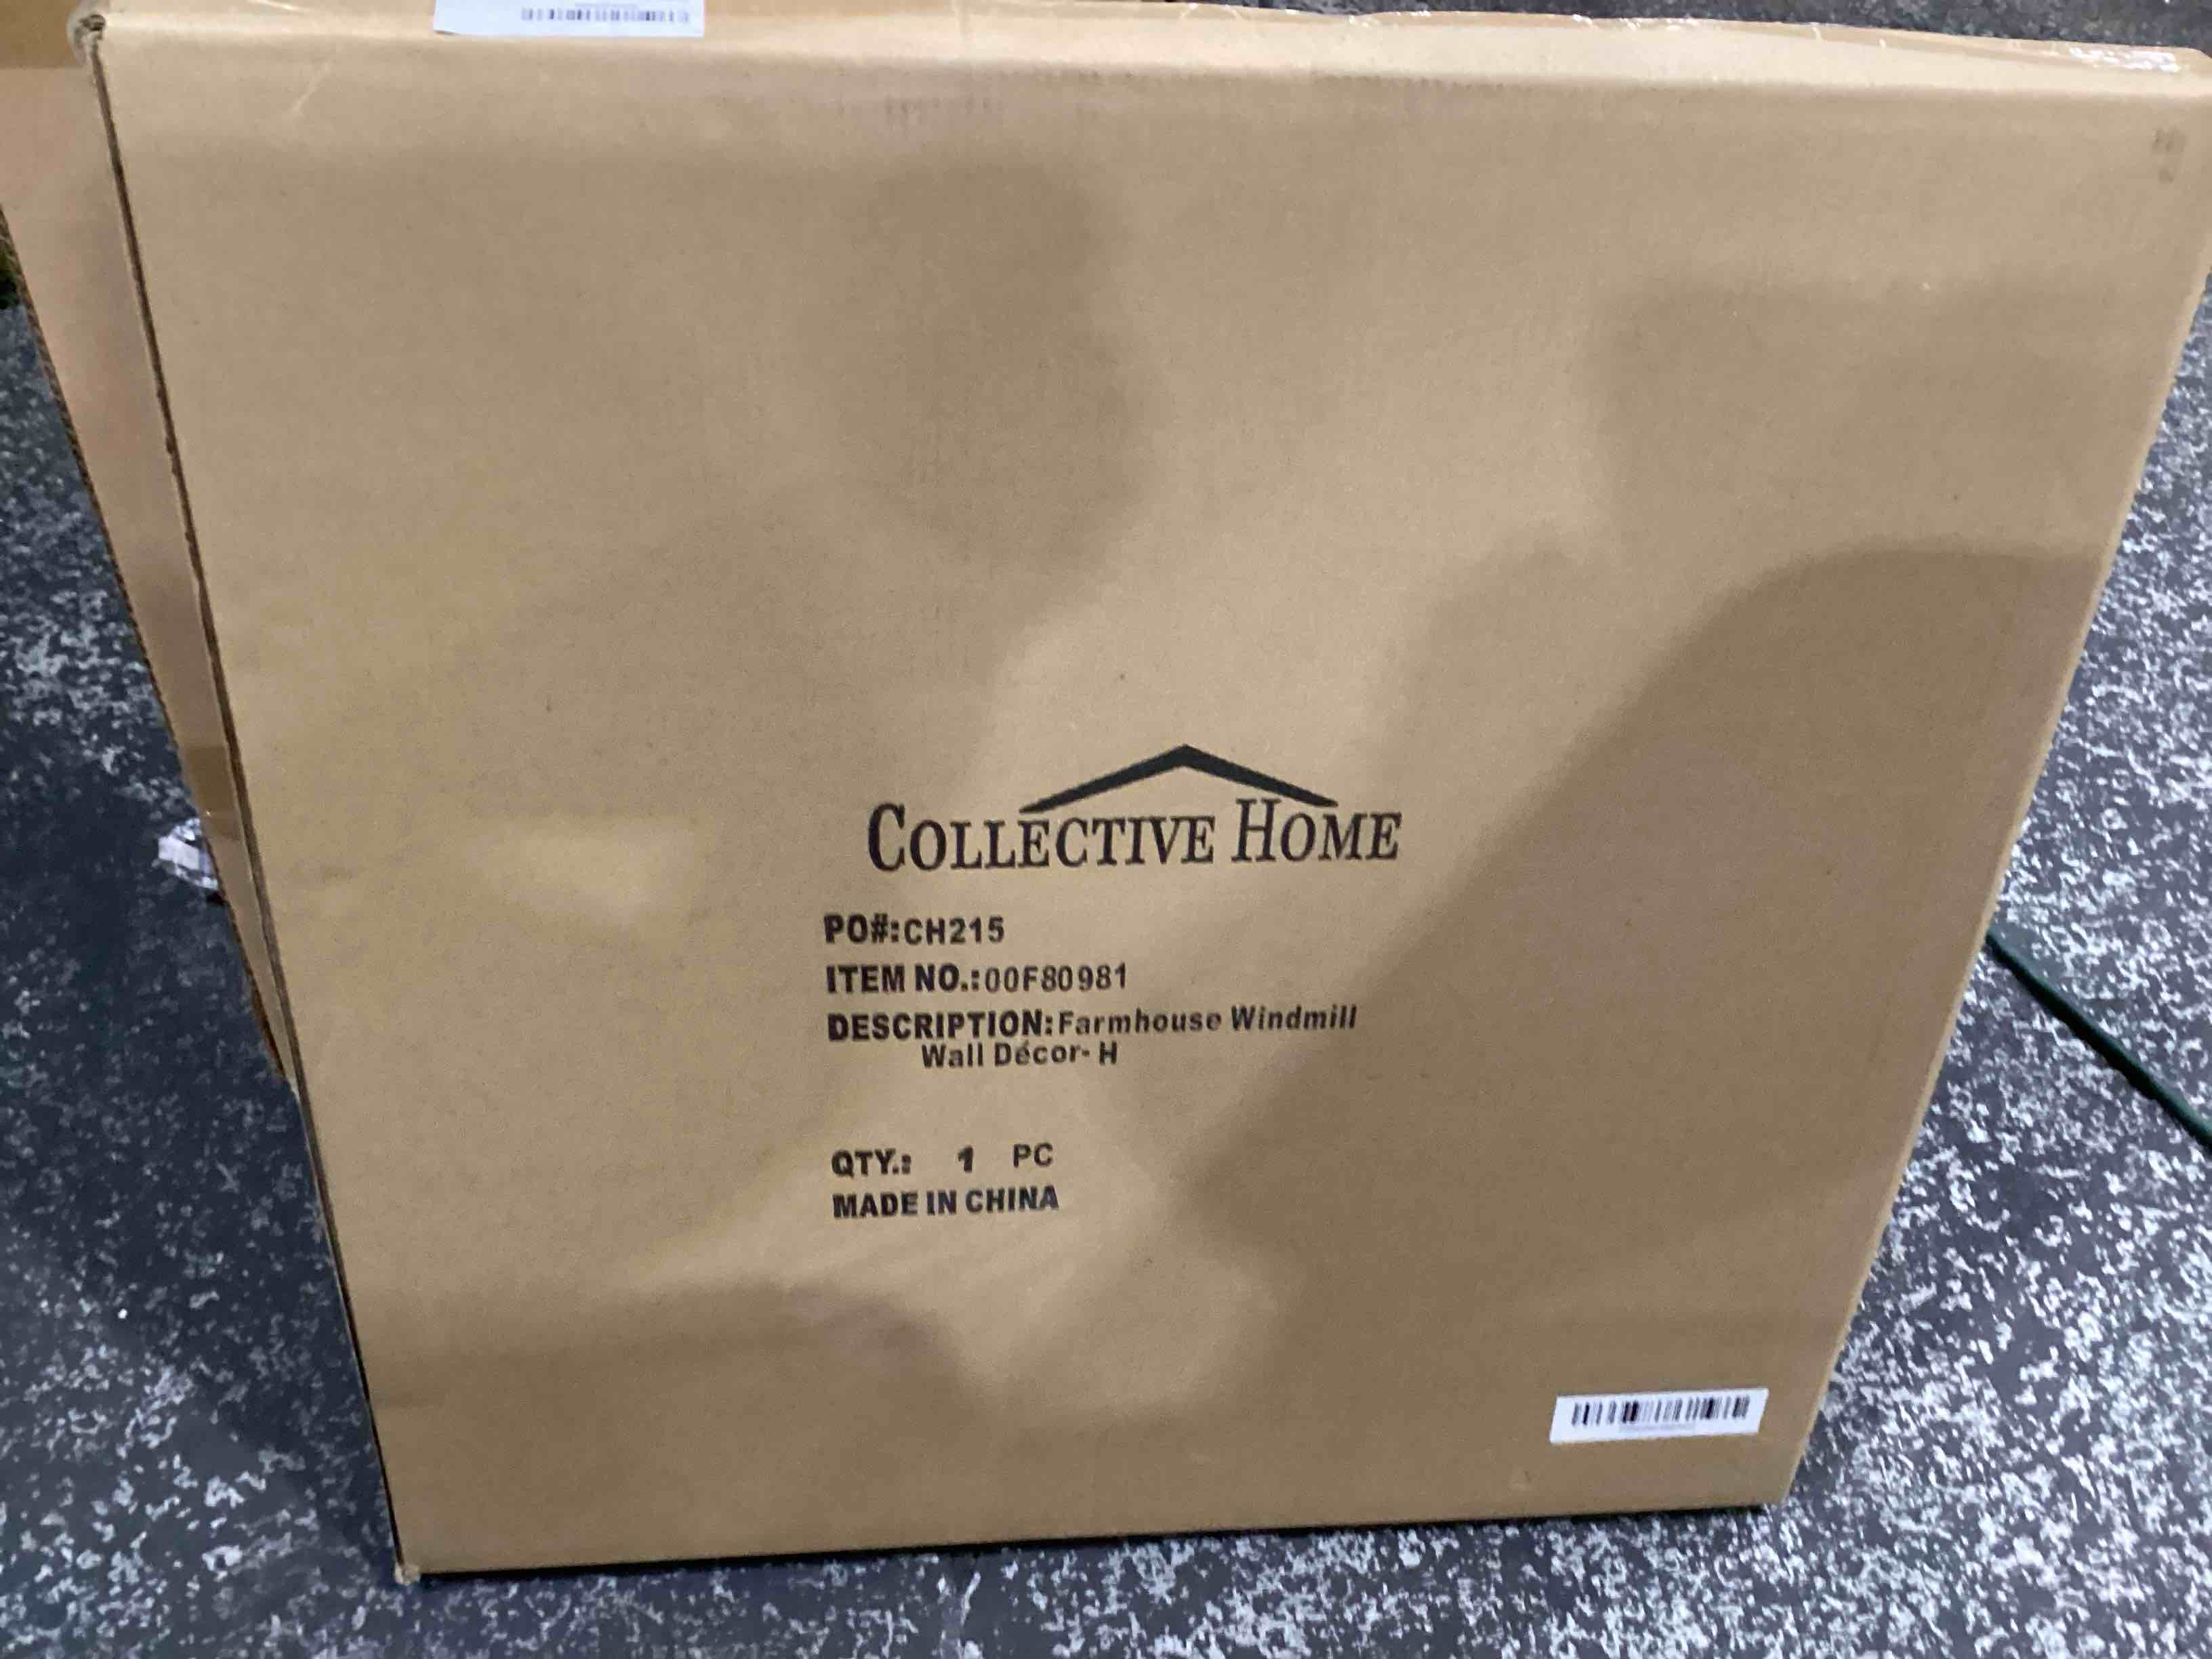 COLLECTIVE HOME
PO#:CH215
ITEM NO.:00F80981
DESCRIPTION:Farmhouse Windmill
Wall Décor- H
QTY.: 1 PC
MADE IN CHINA